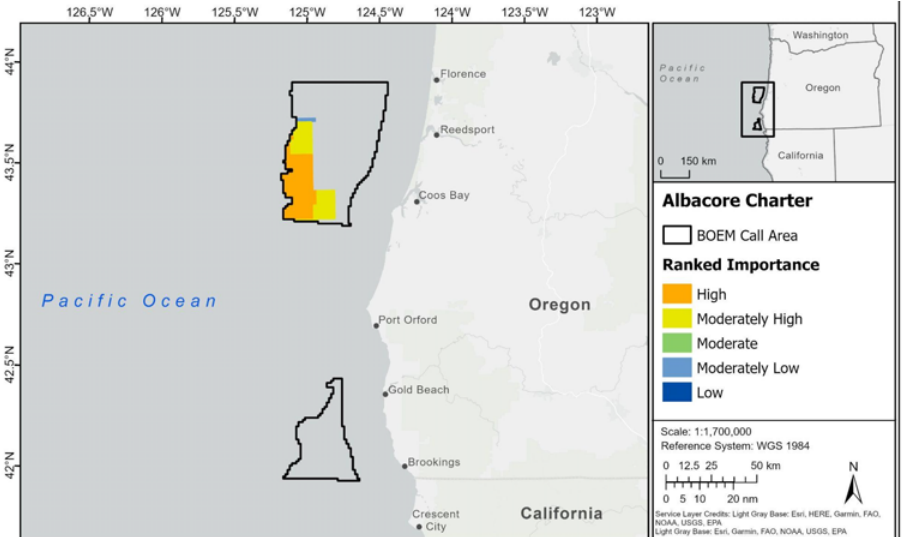 126,5°W 126°W 125,5°W 125°W 124,5°W 124°W 123,5°W 123°W
44°N
43,5°N
43°N
42,5°N
42°N
Florence
Reedsport
Coos Bay
Pacific Ocean
Oregon
Port Orford
Gold Beach
Brookings
Crescent
City
California
Washington
Pacific
Ocean
Oregon
California
0 150 km
Albacore Charter
BOEM Call Area
Ranked Importance
High
Moderately High
Moderate
Moderately Low
Low
Scale: 1:1,700,000
Reference System: WGS 1984
0 12.5 25 50 km
0 5 10 20 nm
N
Service Layer Credits: Light Gray Base: Esri, HERE, Garmin, FAO,
NOAA, USGS, EPA
Light Gray Base: Esri, Garmin, FAO, NOAA, USGS, EPA